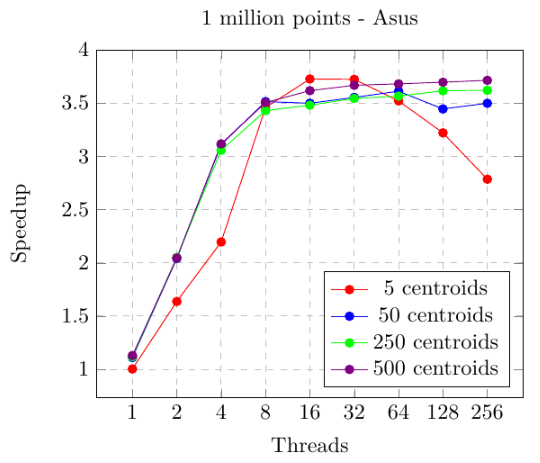 1 million points - Asus
4
3.5
3
2.5
2
1.5
1
Speedup
5 centroids
50 centroids
250 centroids
500 centroids
1 2 4 8 16 32 64 128 256
Threads